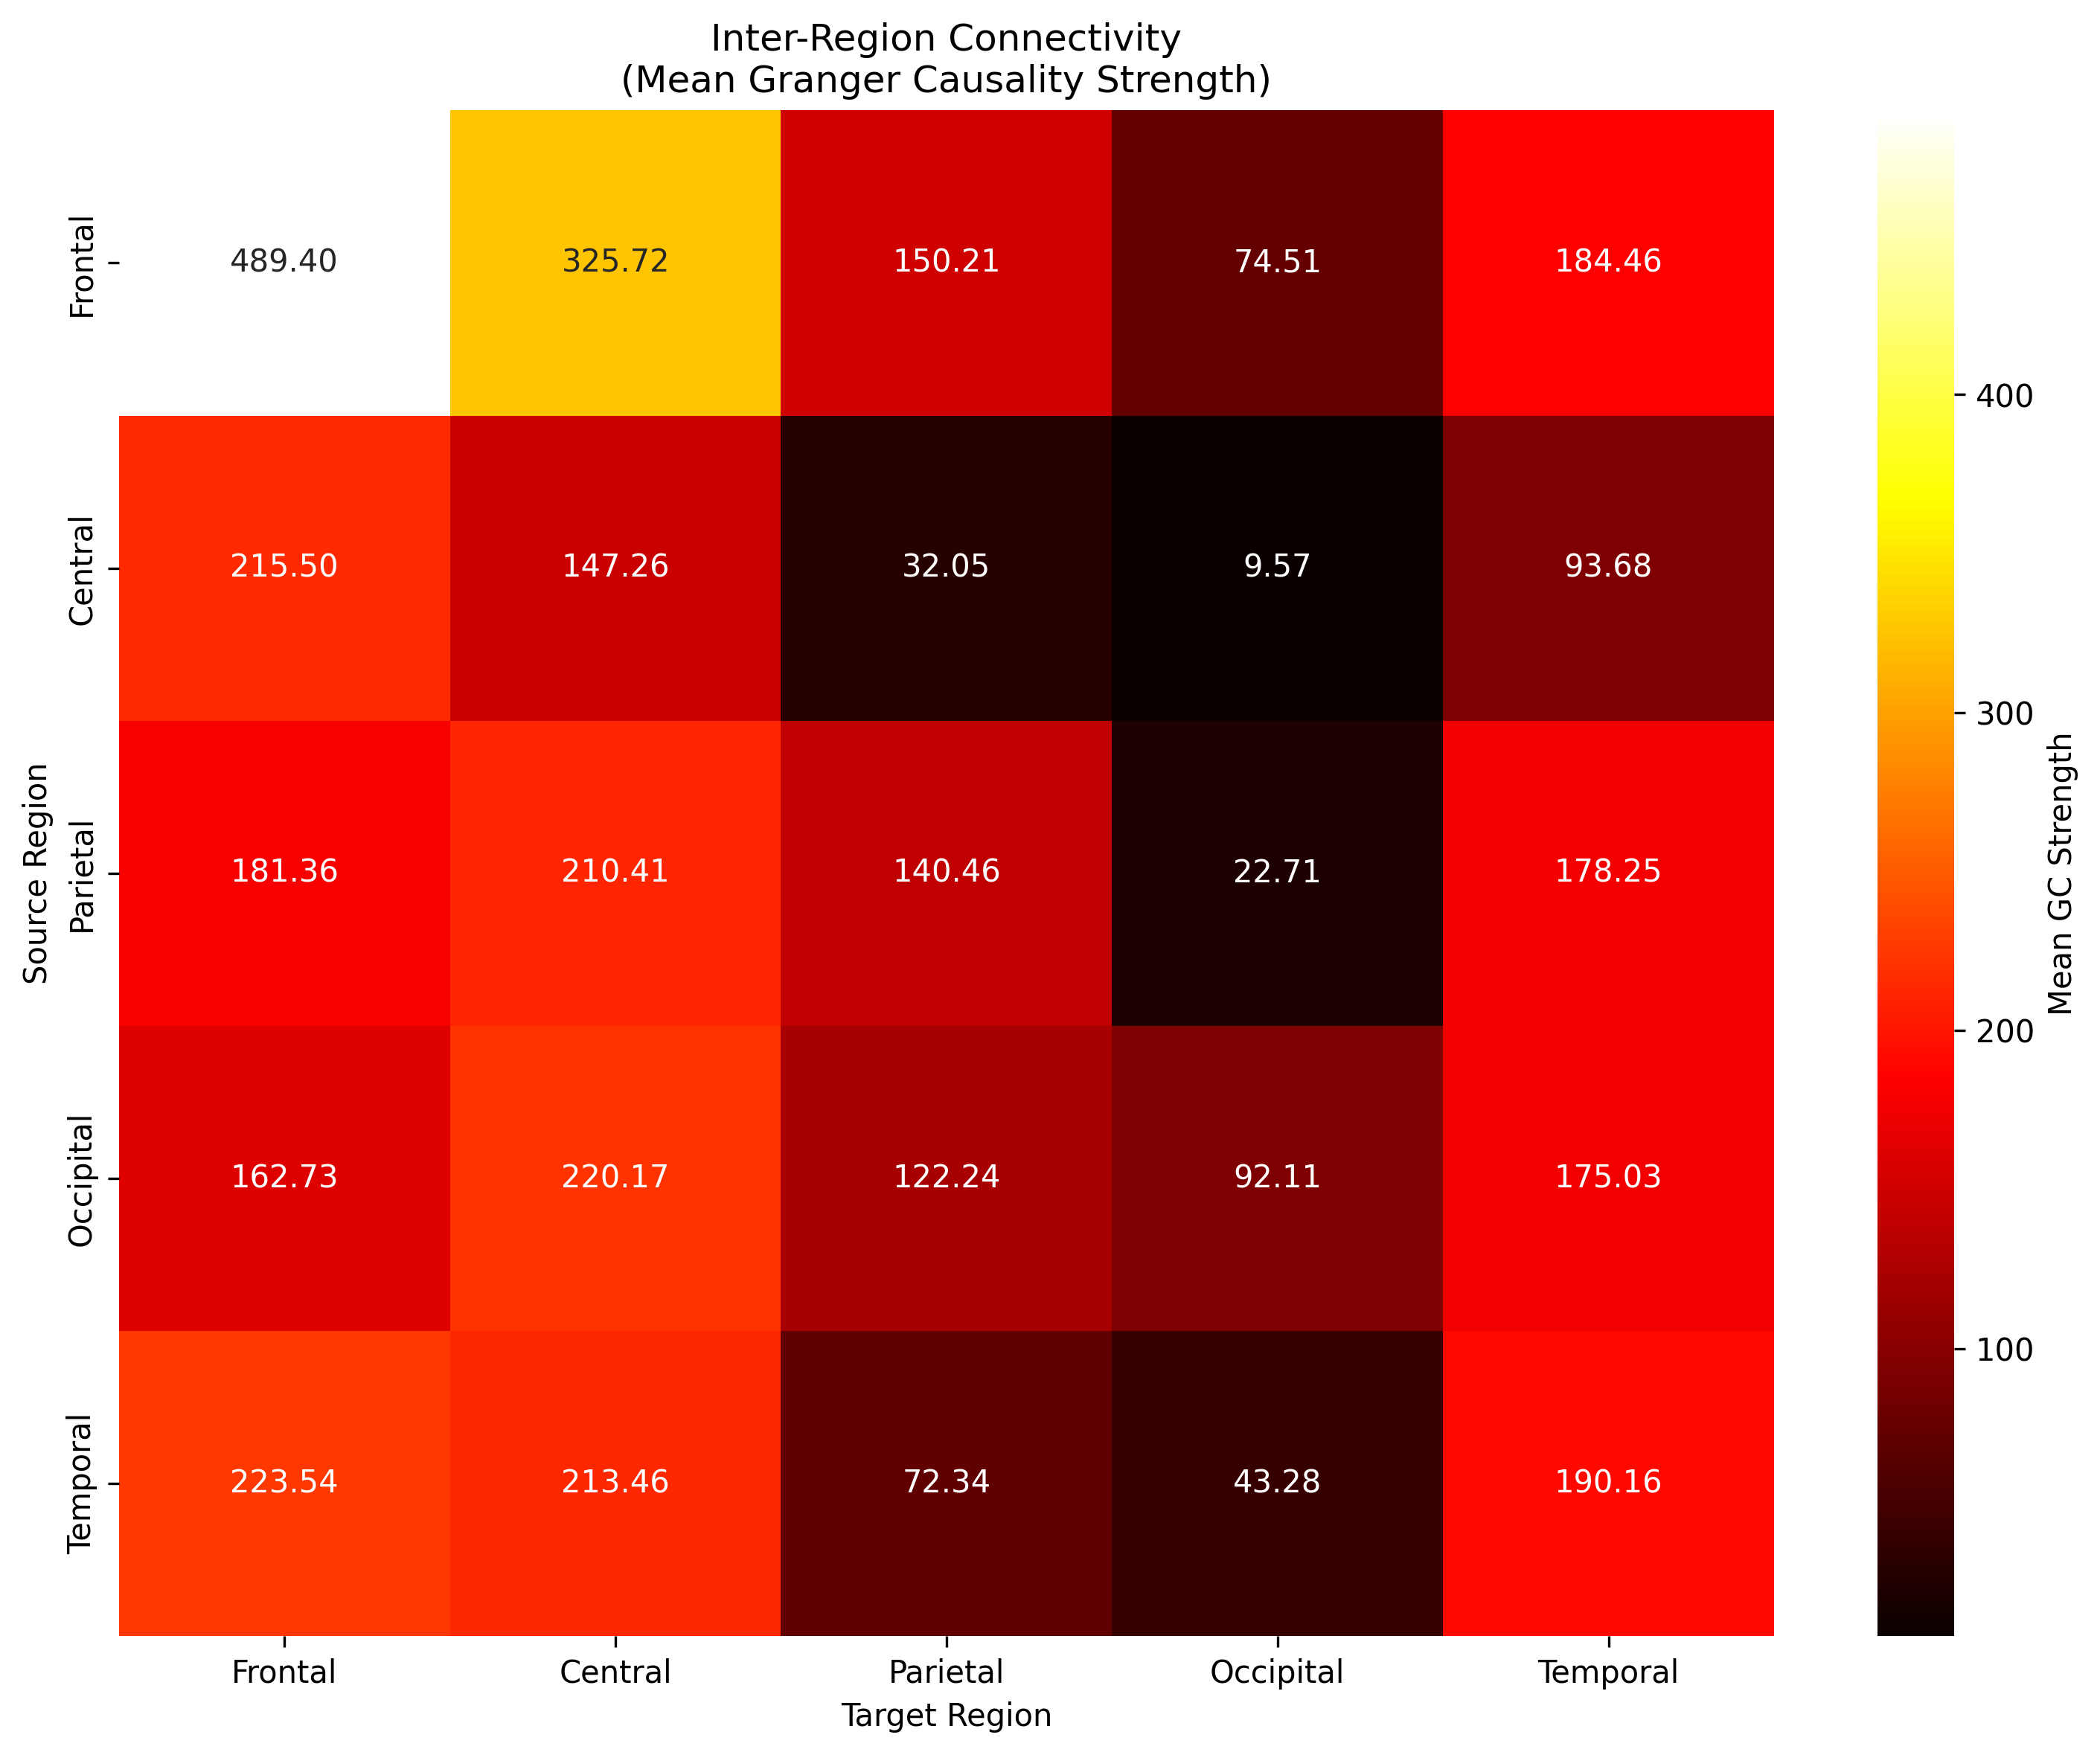 Inter-Region Connectivity
(Mean Granger Causality Strength)
Source Region
Frontal
489.40 325.72 150.21 74.51 184.46
Central
215.50 147.26 32.05 9.57 93.68
Parietal
181.36 210.41 140.46 22.71 178.25
Occipital
162.73 220.17 122.24 92.11 175.03
Temporal
223.54 213.46 72.34 43.28 190.16
Frontal Central Parietal Occipital Temporal
Target Region
400
300
200
100
Mean GC Strength